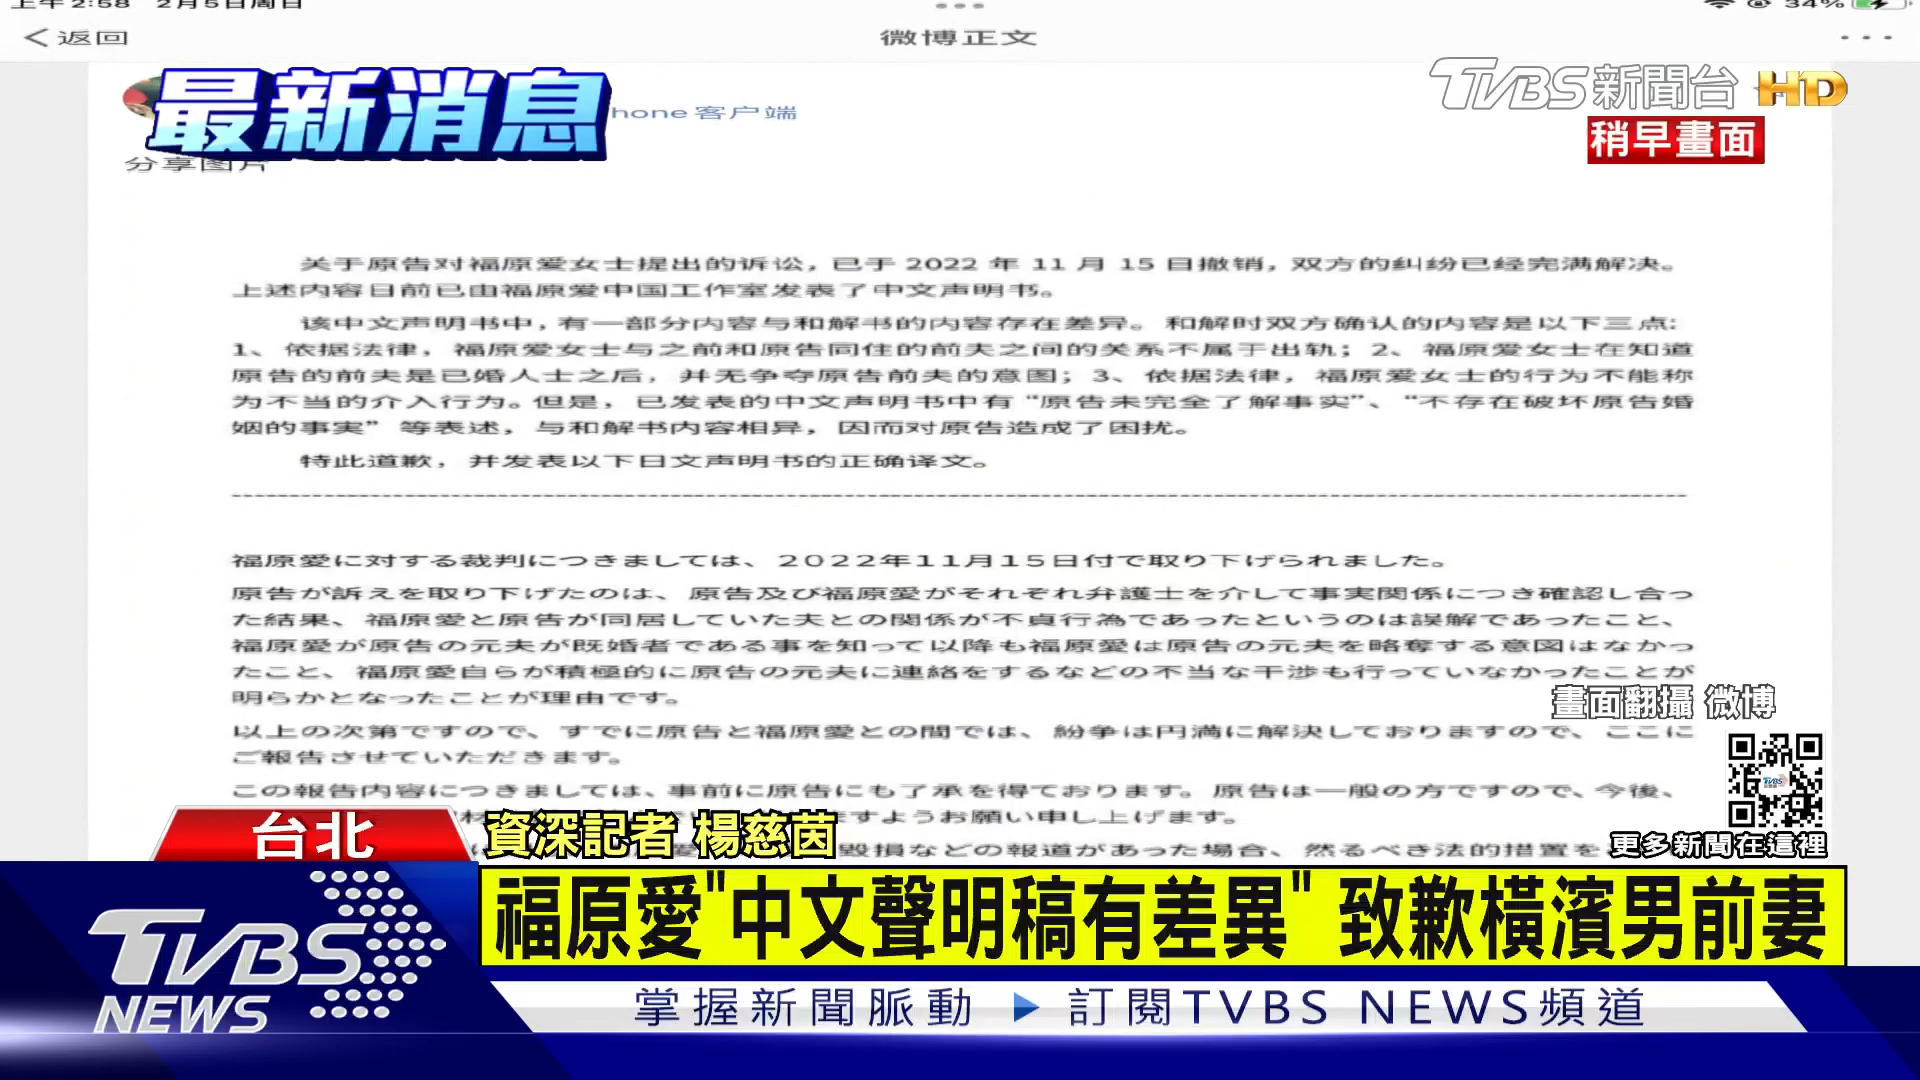 上午2:58 2月5日周日
34%
返回
微博正文
最新消息
hone客户端
TVBS新聞台 HD
稍早畫面
分享图片
关于原告对福原爱女士提出的诉讼，已于 2022 年 11 月 15 日撤销，双方的纠纷已经完满解决。
上述内容日前已由福原爱中国工作室发表了中文声明书。
该中文声明书中，有一部分内容与和解书的内容存在差异。和解时双方确认的内容是以下三点：
1、依据法律，福原爱女士与之前和原告同住的前夫之间的关系不属于出轨；2、福原爱女士在知道
原告的前夫是已婚人士之后，并无争夺原告前夫的意图；3、依据法律，福原爱女士的行为不能称
为不当的介入行为。但是，已发表的中文声明书中有“原告未完全了解事实”、“不存在破坏原告婚
姻的事实”等表述，与和解书内容相异，因而对原告造成了困扰。
特此道歉，并发表以下日文声明书的正确译文。
福原愛に対する裁判につきましては、２０２２年１１月１５日付で取り下げられました。
原告が訴えを取り下げたのは、原告及び福原愛がそれぞれ弁護士を介して事実関係につき確認し合っ
た結果、福原愛と原告が同居していた夫との関係が不貞行為であったというのは誤解であったこと、
福原愛が原告の元夫が既婚者である事を知って以降も福原愛は原告の元夫を略奪する意図はなかっ
たこと、福原愛自らが積極的に原告の元夫に連絡をするなどの不当な干渉も行っていなかったことが
明らかとなったことが理由です。
以上の次第ですので、すでに原告と福原愛との間では、紛争は円満に解決しておりますので、ここに
ご報告させていただきます。
この報告内容につきましては、事前に原告にも了承を得ております。原告は一般の方ですので、今後、
ますようお願い申し上げます。
毀損などの報道があった場合、然るべき法的措置を
畫面翻攝 微博
TVBS
更多新聞在這裡
台北
資深記者 楊慈茵
福原愛"中文聲明稿有差異" 致歉橫濱男前妻
TVBS NEWS
掌握新聞脈動 ▶ 訂閱TVBS NEWS頻道